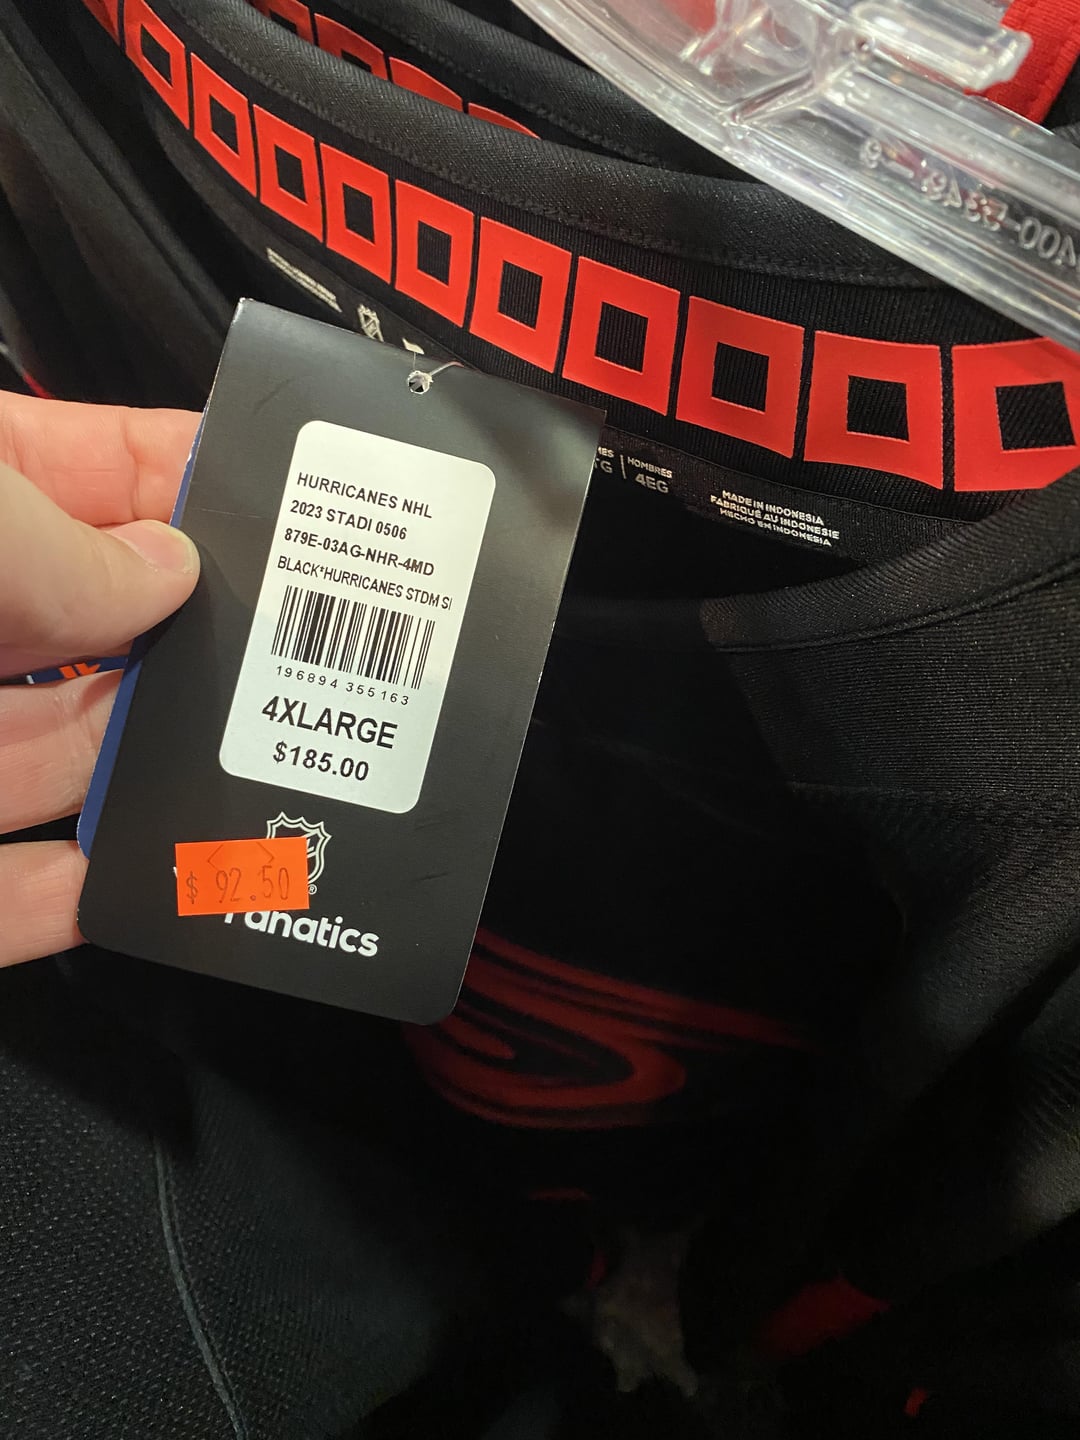 HURRICANES NHL
2023 STADI 0506
879E-03AG-NHR-4MD
BLACK*HURRICANES STDM S
196894 355163
4XLARGE
$185.00
$ 92.50
Fanatics
HOMBRES
4EG
MADE IN INDONESIA
FABRIQUÉ AU INDONESIE
HECHO EN INDONESIA